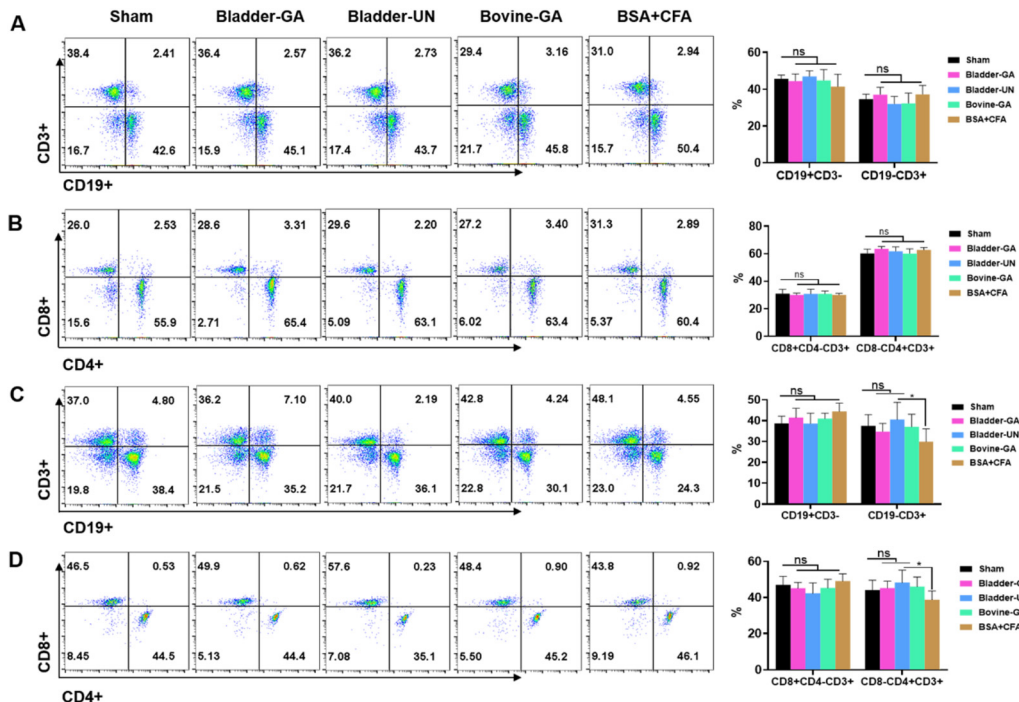 Sham Bladder-GA Bladder-UN Bovine-GA BSA+CFA
A
38.4 2.41 36.4 2.57 36.2 2.73 29.4 3.16 31.0 2.94
16.7 42.6 15.9 45.1 17.4 43.7 21.7 45.8 15.7 50.4
CD3+
CD19+
%
60
40
20
0
ns ns
CD19+CD3- CD19-CD3+
Sham
Bladder-GA
Bladder-UN
Bovine-GA
BSA+CFA
B
26.0 2.53 28.6 3.31 29.6 2.20 27.2 3.40 31.3 2.89
15.6 55.9 2.71 65.4 5.09 63.1 6.02 63.4 5.37 60.4
CD8+
CD4+
%
80
60
40
20
0
ns ns
CD8+CD4-CD3+ CD8-CD4+CD3+
Sham
Bladder-GA
Bladder-UN
Bovine-GA
BSA+CFA
C
37.0 4.80 36.2 7.10 40.0 2.19 42.8 4.24 48.1 4.55
19.8 38.4 21.5 35.2 21.7 36.1 22.8 30.1 23.0 24.3
CD3+
CD19+
%
50
40
30
20
10
0
ns ns *
CD19+CD3- CD19-CD3+
Sham
Bladder-GA
Bladder-UN
Bovine-GA
BSA+CFA
D
46.5 0.53 49.9 0.62 57.6 0.23 48.4 0.90 43.8 0.92
8.45 44.5 5.13 44.4 7.08 35.1 5.50 45.2 9.19 46.1
CD8+
CD4+
%
60
40
20
0
ns ns *
CD8+CD4-CD3+ CD8-CD4+CD3+
Sham
Bladder-G
Bladder-U
Bovine-G
BSA+CFA